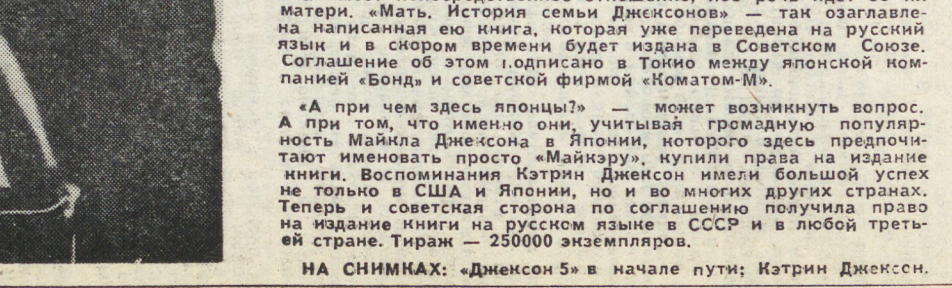 матери. «Мать. История семьи Джексонов» — так озаглавле-
на написанная ею книга, которая уже переведена на русский
язык и в скором времени будет издана в Советском Союзе.
Соглашение об этом подписано в Токио между японской ком-
панией «Бонд» и советской фирмой «Коматом-М».
«А при чем здесь японцы?» — может возникнуть вопрос.
А при том, что именно они, учитывая громадную популяр-
ность Майкла Джексона в Японии, которого здесь предпочи-
тают именовать просто «Майкэру», купили права на издание
книги. Воспоминания Кэтрин Джексон имели большой успех
не только в США и Японии, но и во многих других странах.
Теперь и советская сторона по соглашению получила право
на издание книги на русском языке в СССР и в любой треть-
ей стране. Тираж — 250000 экземпляров.
НА СНИМКАХ: «Джексон 5» в начале пути; Кэтрин Джексон.